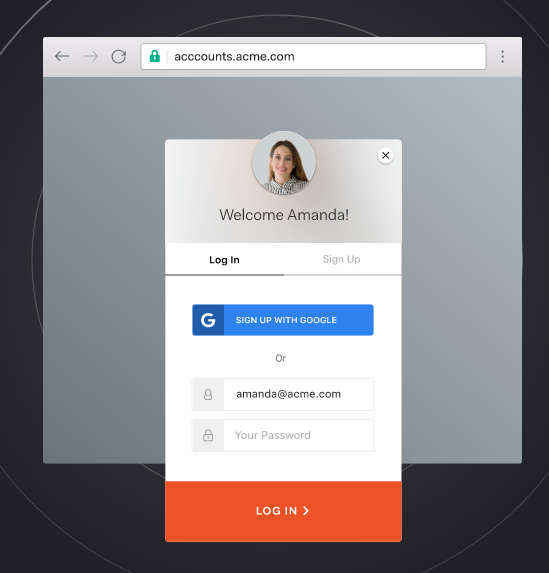 acccounts.acme.com
Welcome Amanda!
Log In
Sign Up
G
SIGN UP WITH GOOGLE
Or
amanda@acme.com
Your Password
LOG IN